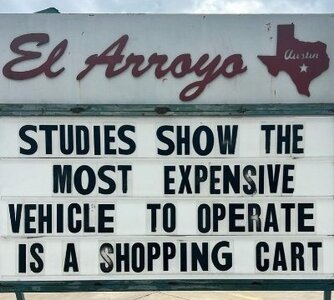 El Arroyo
Austin
STUDIES SHOW THE
MOST EXPENSIVE
VEHICLE TO OPERATE
IS A SHOPPING CART